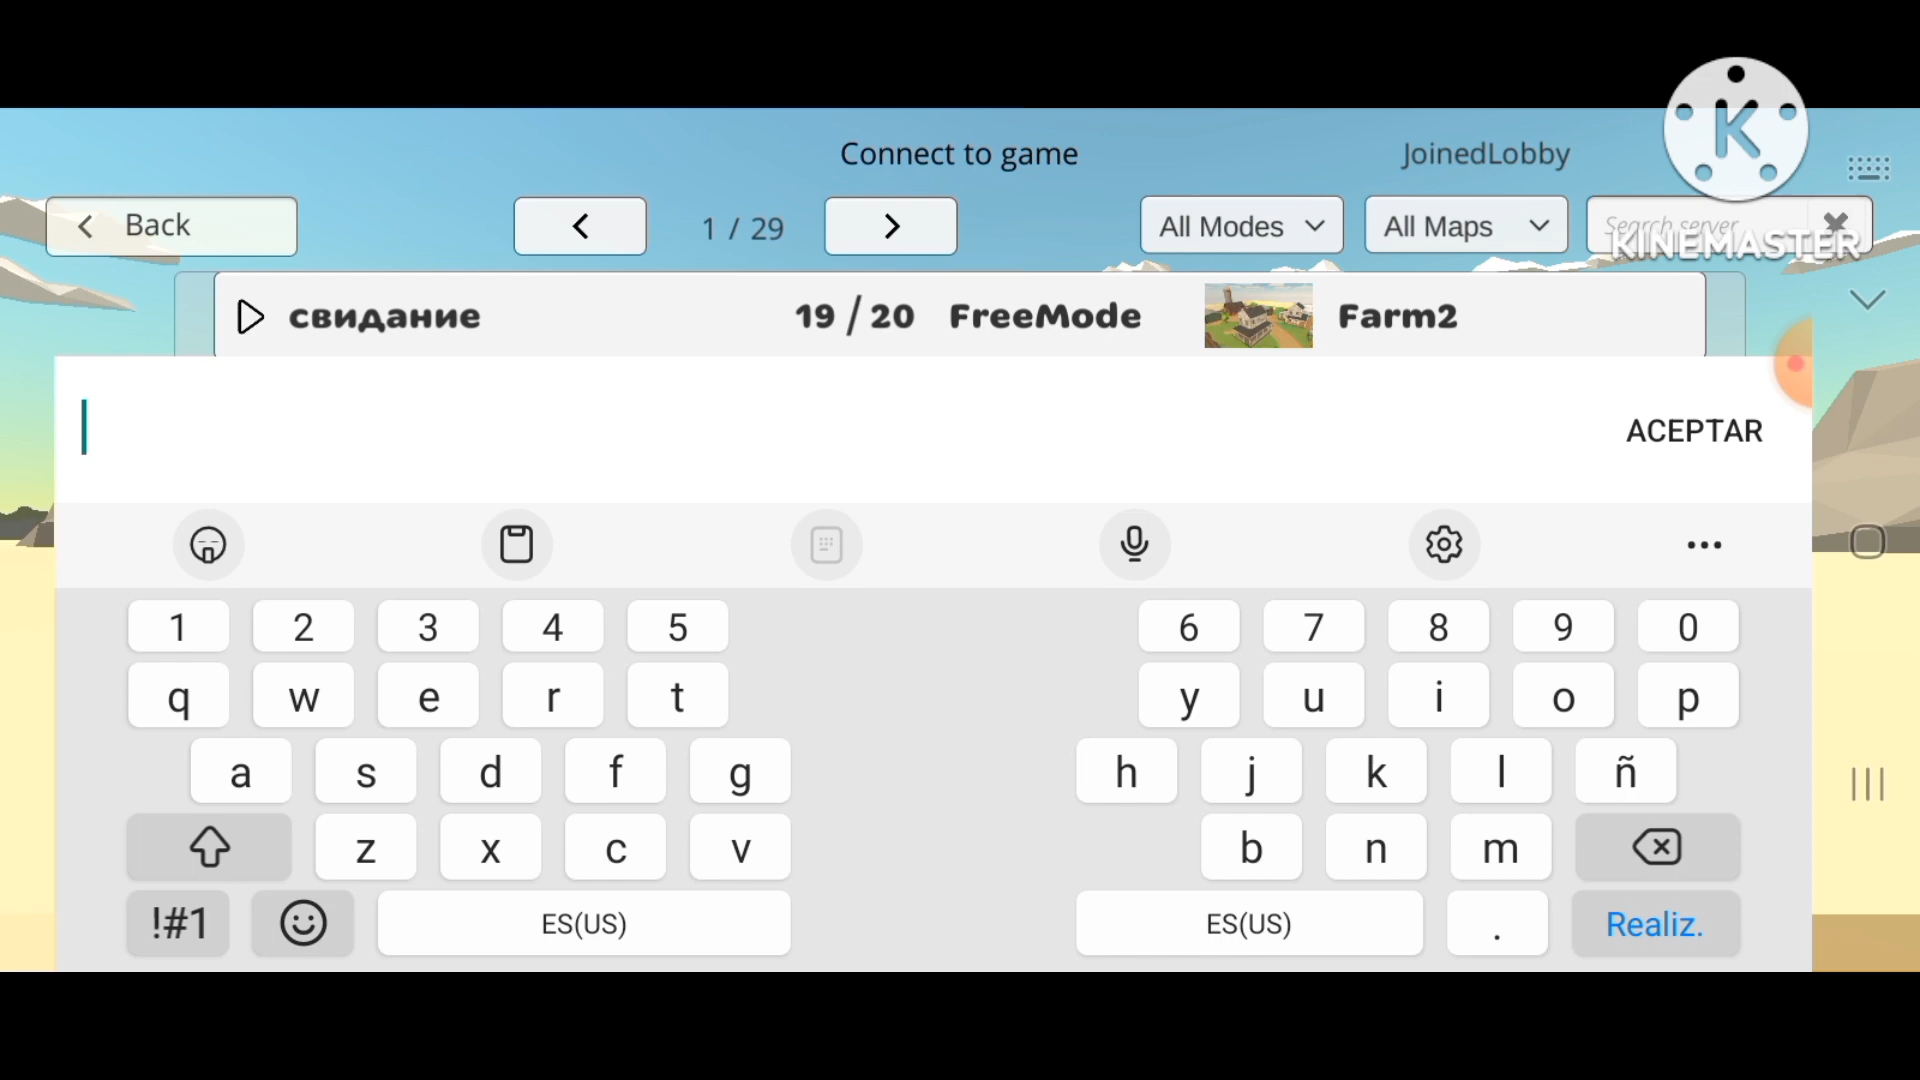 Connect to game
JoinedLobby
K
Back
1 / 29
All Modes
All Maps
Search server
KINEMASTER
свидание 19 / 20 FreeMode Farm2
ACEPTAR
1 2 3 4 5 6 7 8 9 0
q w e r t y u i o p
a s d f g h j k l ñ
z x c v b n m
!#1 ES(US) ES(US) . Realiz.